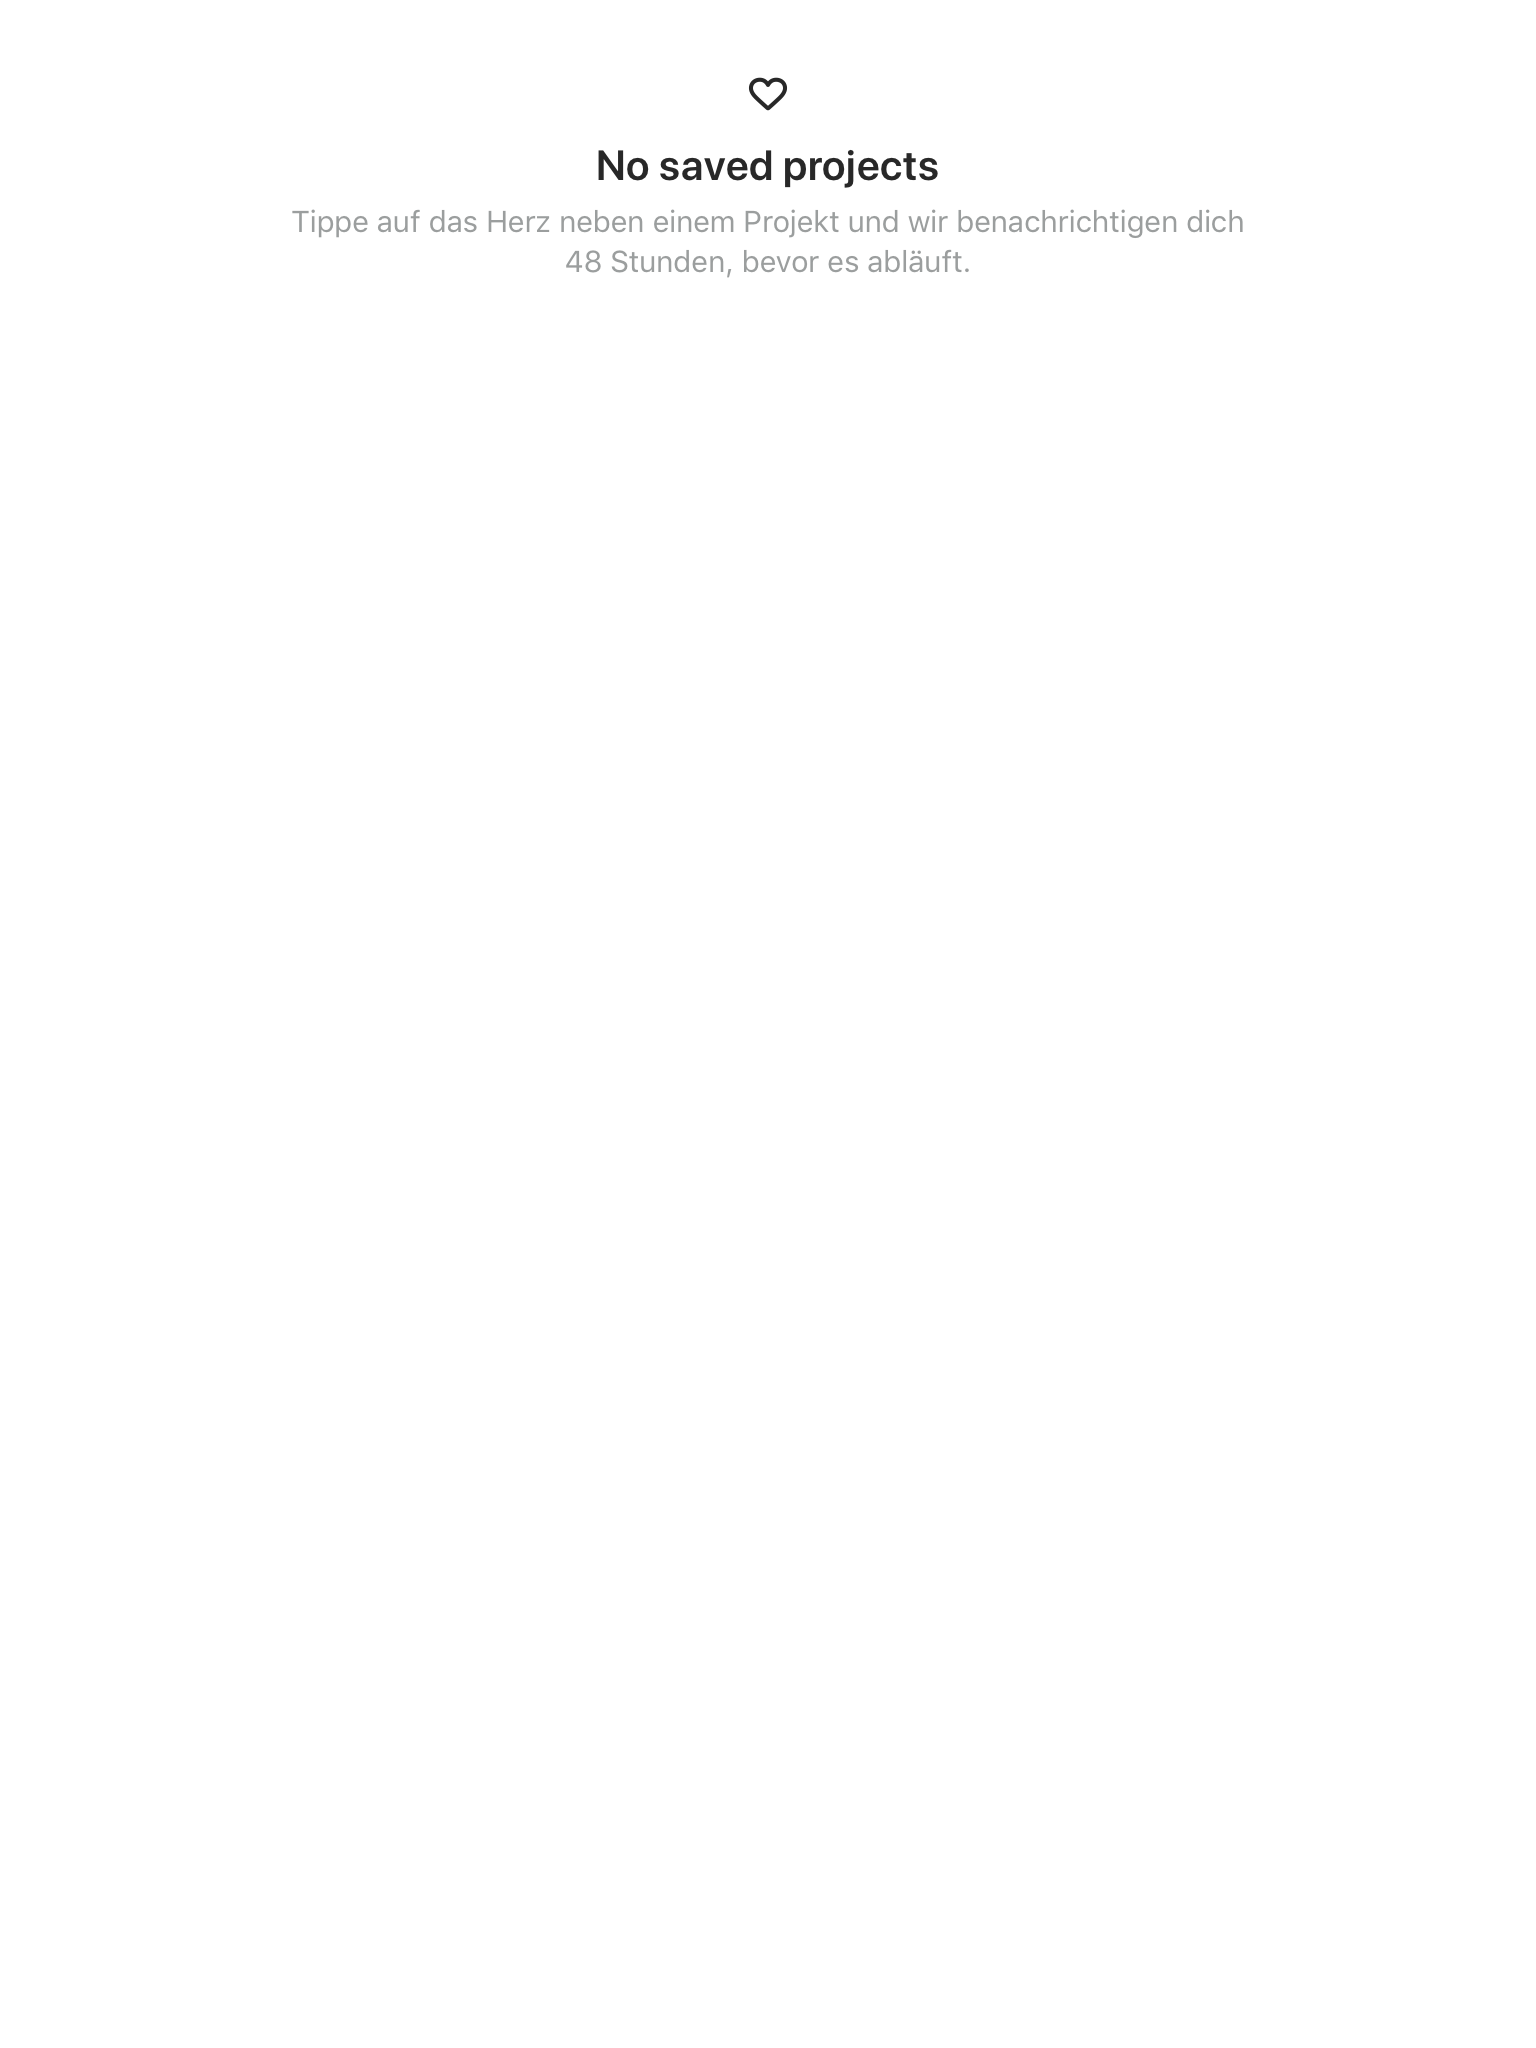 No saved projects
Tippe auf das Herz neben einem Projekt und wir benachrichtigen dich
48 Stunden, bevor es abläuft.